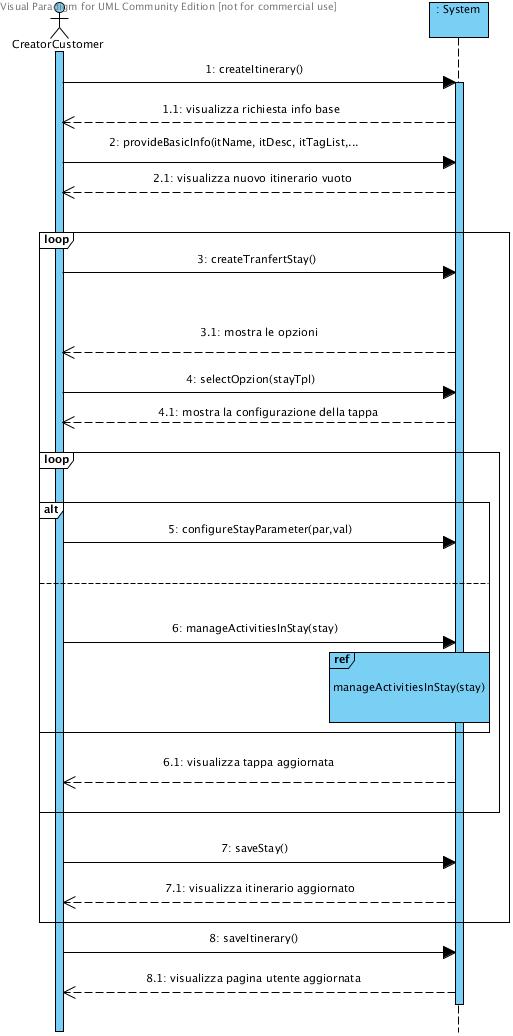 Visual Paradigm for UML Community Edition [not for commercial use]
: System
CreatorCustomer
1: createItinerary()
1.1: visualizza richiesta info base
2: provideBasicInfo(itName, itDesc, itTagList,...
2.1: visualizza nuovo itinerario vuoto
loop
3: createTranfertStay()
3.1: mostra le opzioni
4: selectOpzion(stayTpl)
4.1: mostra la configurazione della tappa
loop
alt
5: configureStayParameter(par,val)
6: manageActivitiesInStay(stay)
ref
manageActivitiesInStay(stay)
6.1: visualizza tappa aggiornata
7: saveStay()
7.1: visualizza itinerario aggiornato
8: saveItinerary()
8.1: visualizza pagina utente aggiornata